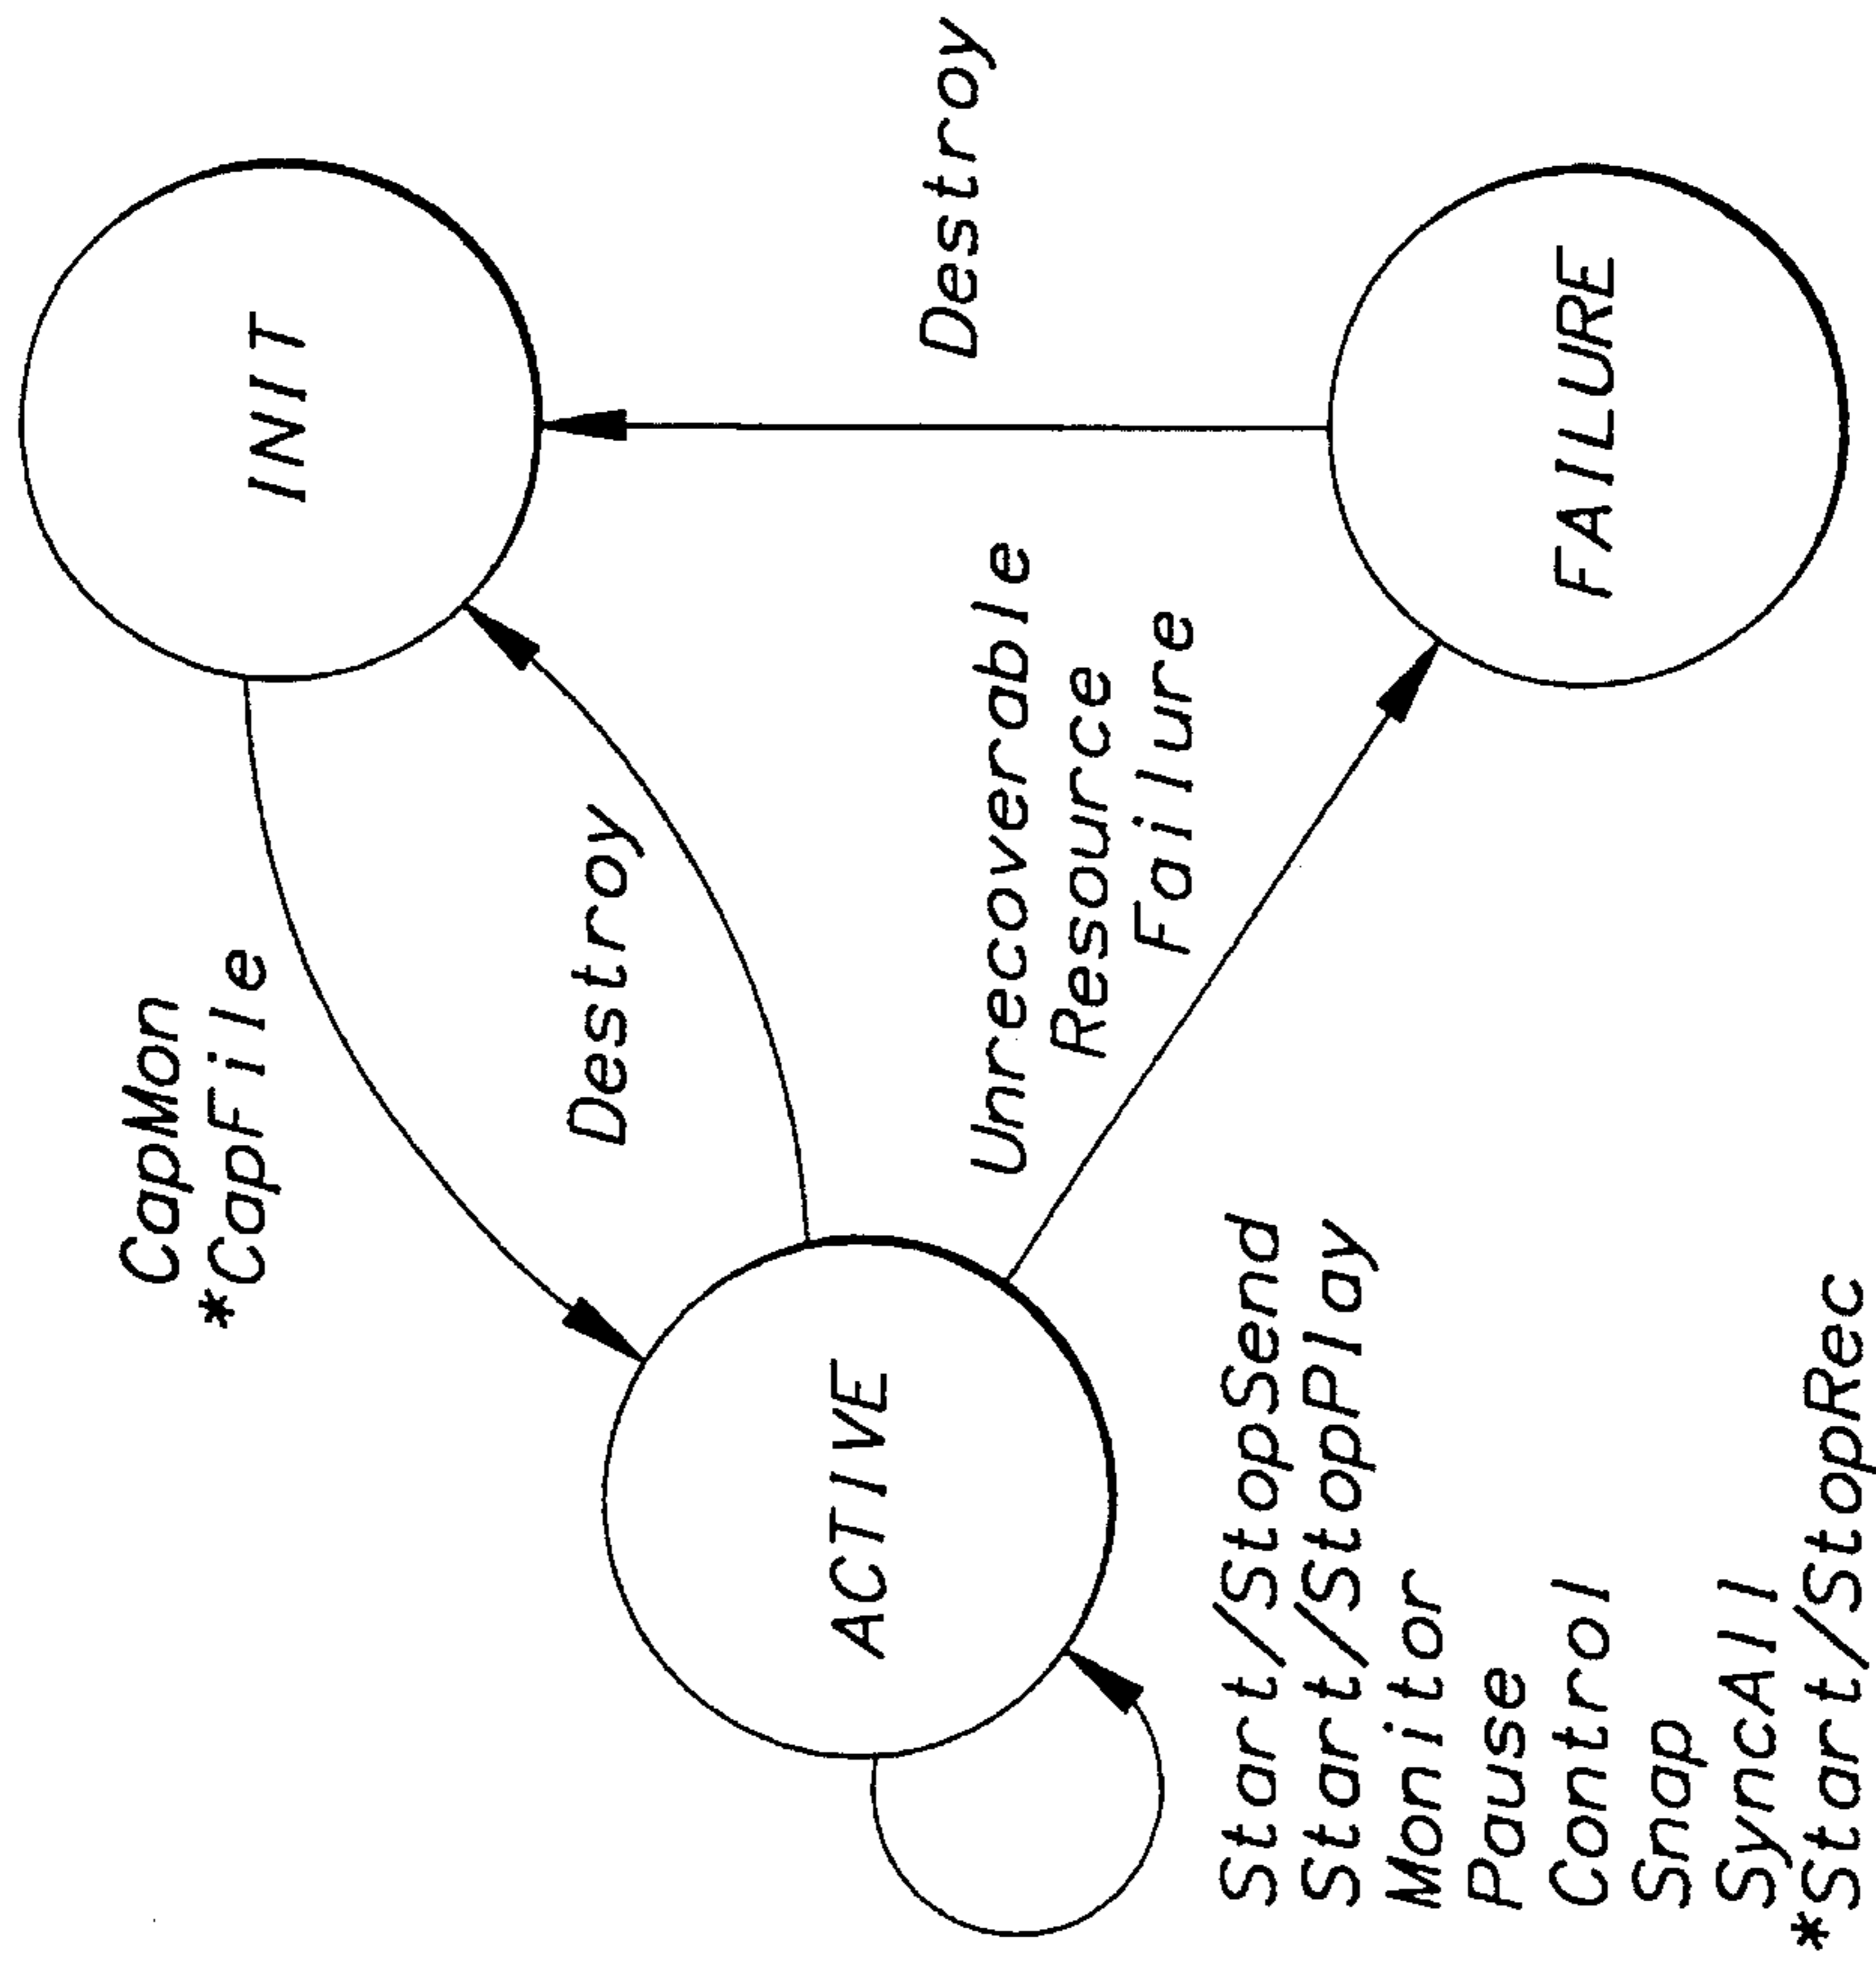 INIT
CapMon
*CapFile
Destroy
Destroy
Unrecoverable
Resource
Failure
ACTIVE
FAILURE
Start/StopSend
Start/StopPlay
Monitor
Pause
Control
Snap
SyncAll
*Start/StopRec